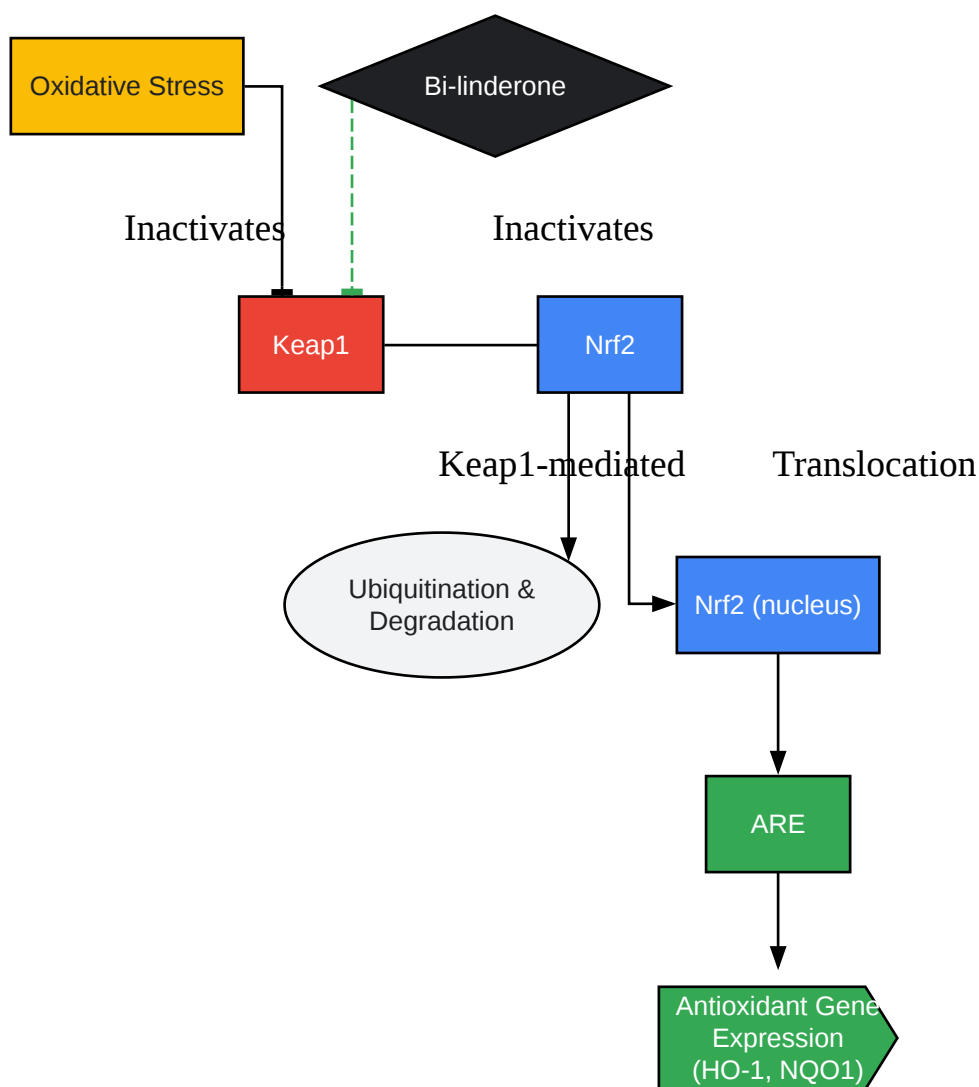 Oxidative Stress
Bi-linderone
Inactivates
Inactivates
Keap1
Nrf2
Keap1-mediated
Translocation
Ubiquitination &
Degradation
Nrf2 (nucleus)
ARE
Antioxidant Gene
Expression
(HO-1, NQO1)